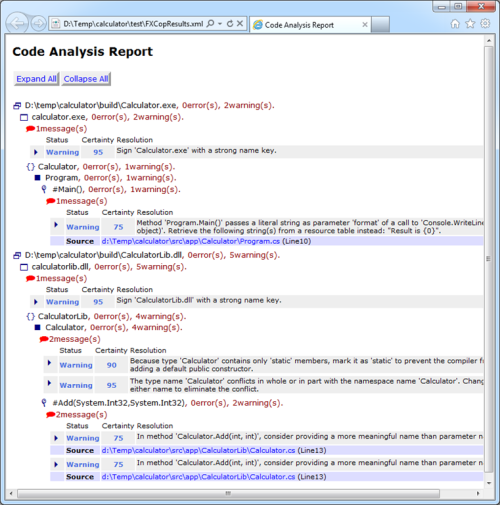 D:\Temp\calculator\test\FXCopResults.xml
Code Analysis Report
Code Analysis Report
Expand All Collapse All
D:\temp\calculator\build\Calculator.exe, 0error(s), 2warning(s).
calculator.exe, 0error(s), 2warning(s).
1message(s)
Status Certainty Resolution
Warning 95 Sign 'Calculator.exe' with a strong name key.
{} Calculator, 0error(s), 1warning(s).
Program, 0error(s), 1warning(s).
#Main(), 0error(s), 1warning(s).
1message(s)
Status Certainty Resolution
Warning 75 Method 'Program.Main()' passes a literal string as parameter 'format' of a call to 'Console.WriteLine
object)'. Retrieve the following string(s) from a resource table instead: "Result is {0}".
Source d:\Temp\calculator\src\app\Calculator\Program.cs (Line10)
D:\temp\calculator\build\CalculatorLib.dll, 0error(s), 5warning(s).
calculatorlib.dll, 0error(s), 5warning(s).
1message(s)
Status Certainty Resolution
Warning 95 Sign 'CalculatorLib.dll' with a strong name key.
{} CalculatorLib, 0error(s), 4warning(s).
Calculator, 0error(s), 4warning(s).
2message(s)
Status Certainty Resolution
Warning 90 Because type 'Calculator' contains only 'static' members, mark it as 'static' to prevent the compiler
adding a default public constructor.
Warning 95 The type name 'Calculator' conflicts in whole or in part with the namespace name 'Calculator'.
either name to eliminate the conflict.
#Add(System.Int32,System.Int32), 0error(s), 2warning(s).
2message(s)
Status Certainty Resolution
Warning 75 In method 'Calculator.Add(int, int)', consider providing a more meaningful name than parameter
Source d:\Temp\calculator\src\app\CalculatorLib\Calculator.cs (Line13)
Warning 75 In method 'Calculator.Add(int, int)', consider providing a more meaningful name than parameter
Source d:\Temp\calculator\src\app\CalculatorLib\Calculator.cs (Line13)